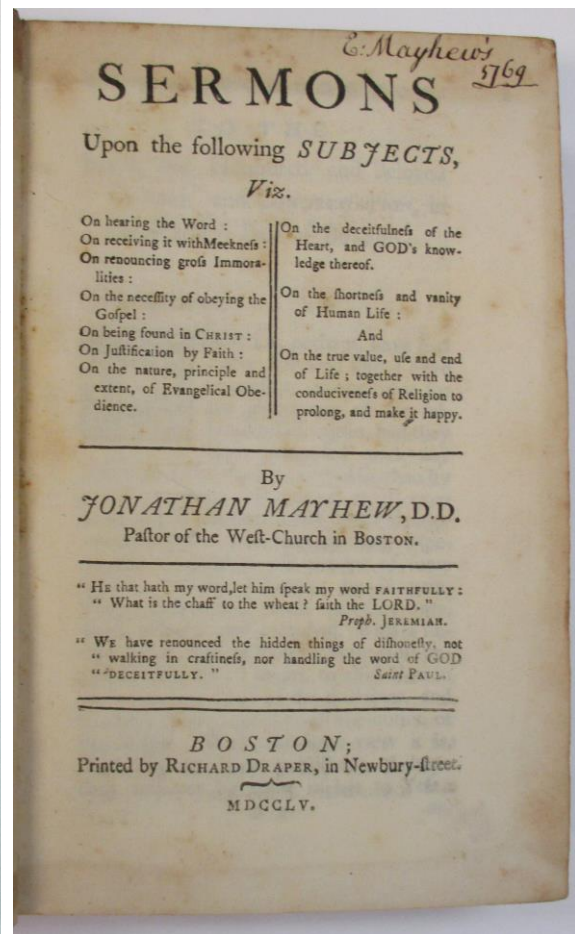 E: Mayhew's
1769
SERMONS
Upon the following SUBJECTS,
Viz.
On hearing the Word :
On receiving it withMeekneſs :
On renouncing groſs Immora-
lities :
On the neceſſity of obeying the
Goſpel :
On being found in CHRIST :
On Juſtification by Faith :
On the nature, principle and
extent, of Evangelical Obe-
dience.
On the deceitfulneſs of the
Heart, and GOD's know-
ledge thereof.
On the ſhortneſs and vanity
of Human Life :
And
On the true value, uſe and end
of Life ; together with the
conduciveneſs of Religion to
prolong, and make it happy.
By
JONATHAN MAYHEW, D.D.
Paſtor of the Weſt-Church in BOSTON.
“ HE that hath my word,let him ſpeak my word FAITHFULLY :
“ What is the chaff to the wheat ? ſaith the LORD. ”
Proph. JEREMIAH.
“ WE have renounced the hidden things of diſhoneſty, not
“ walking in craftineſs, nor handling the word of GOD
“ DECEITFULLY. ” Saint PAUL.
BOSTON;
Printed by RICHARD DRAPER, in Newbury-ſtreet.
MDCCLV.